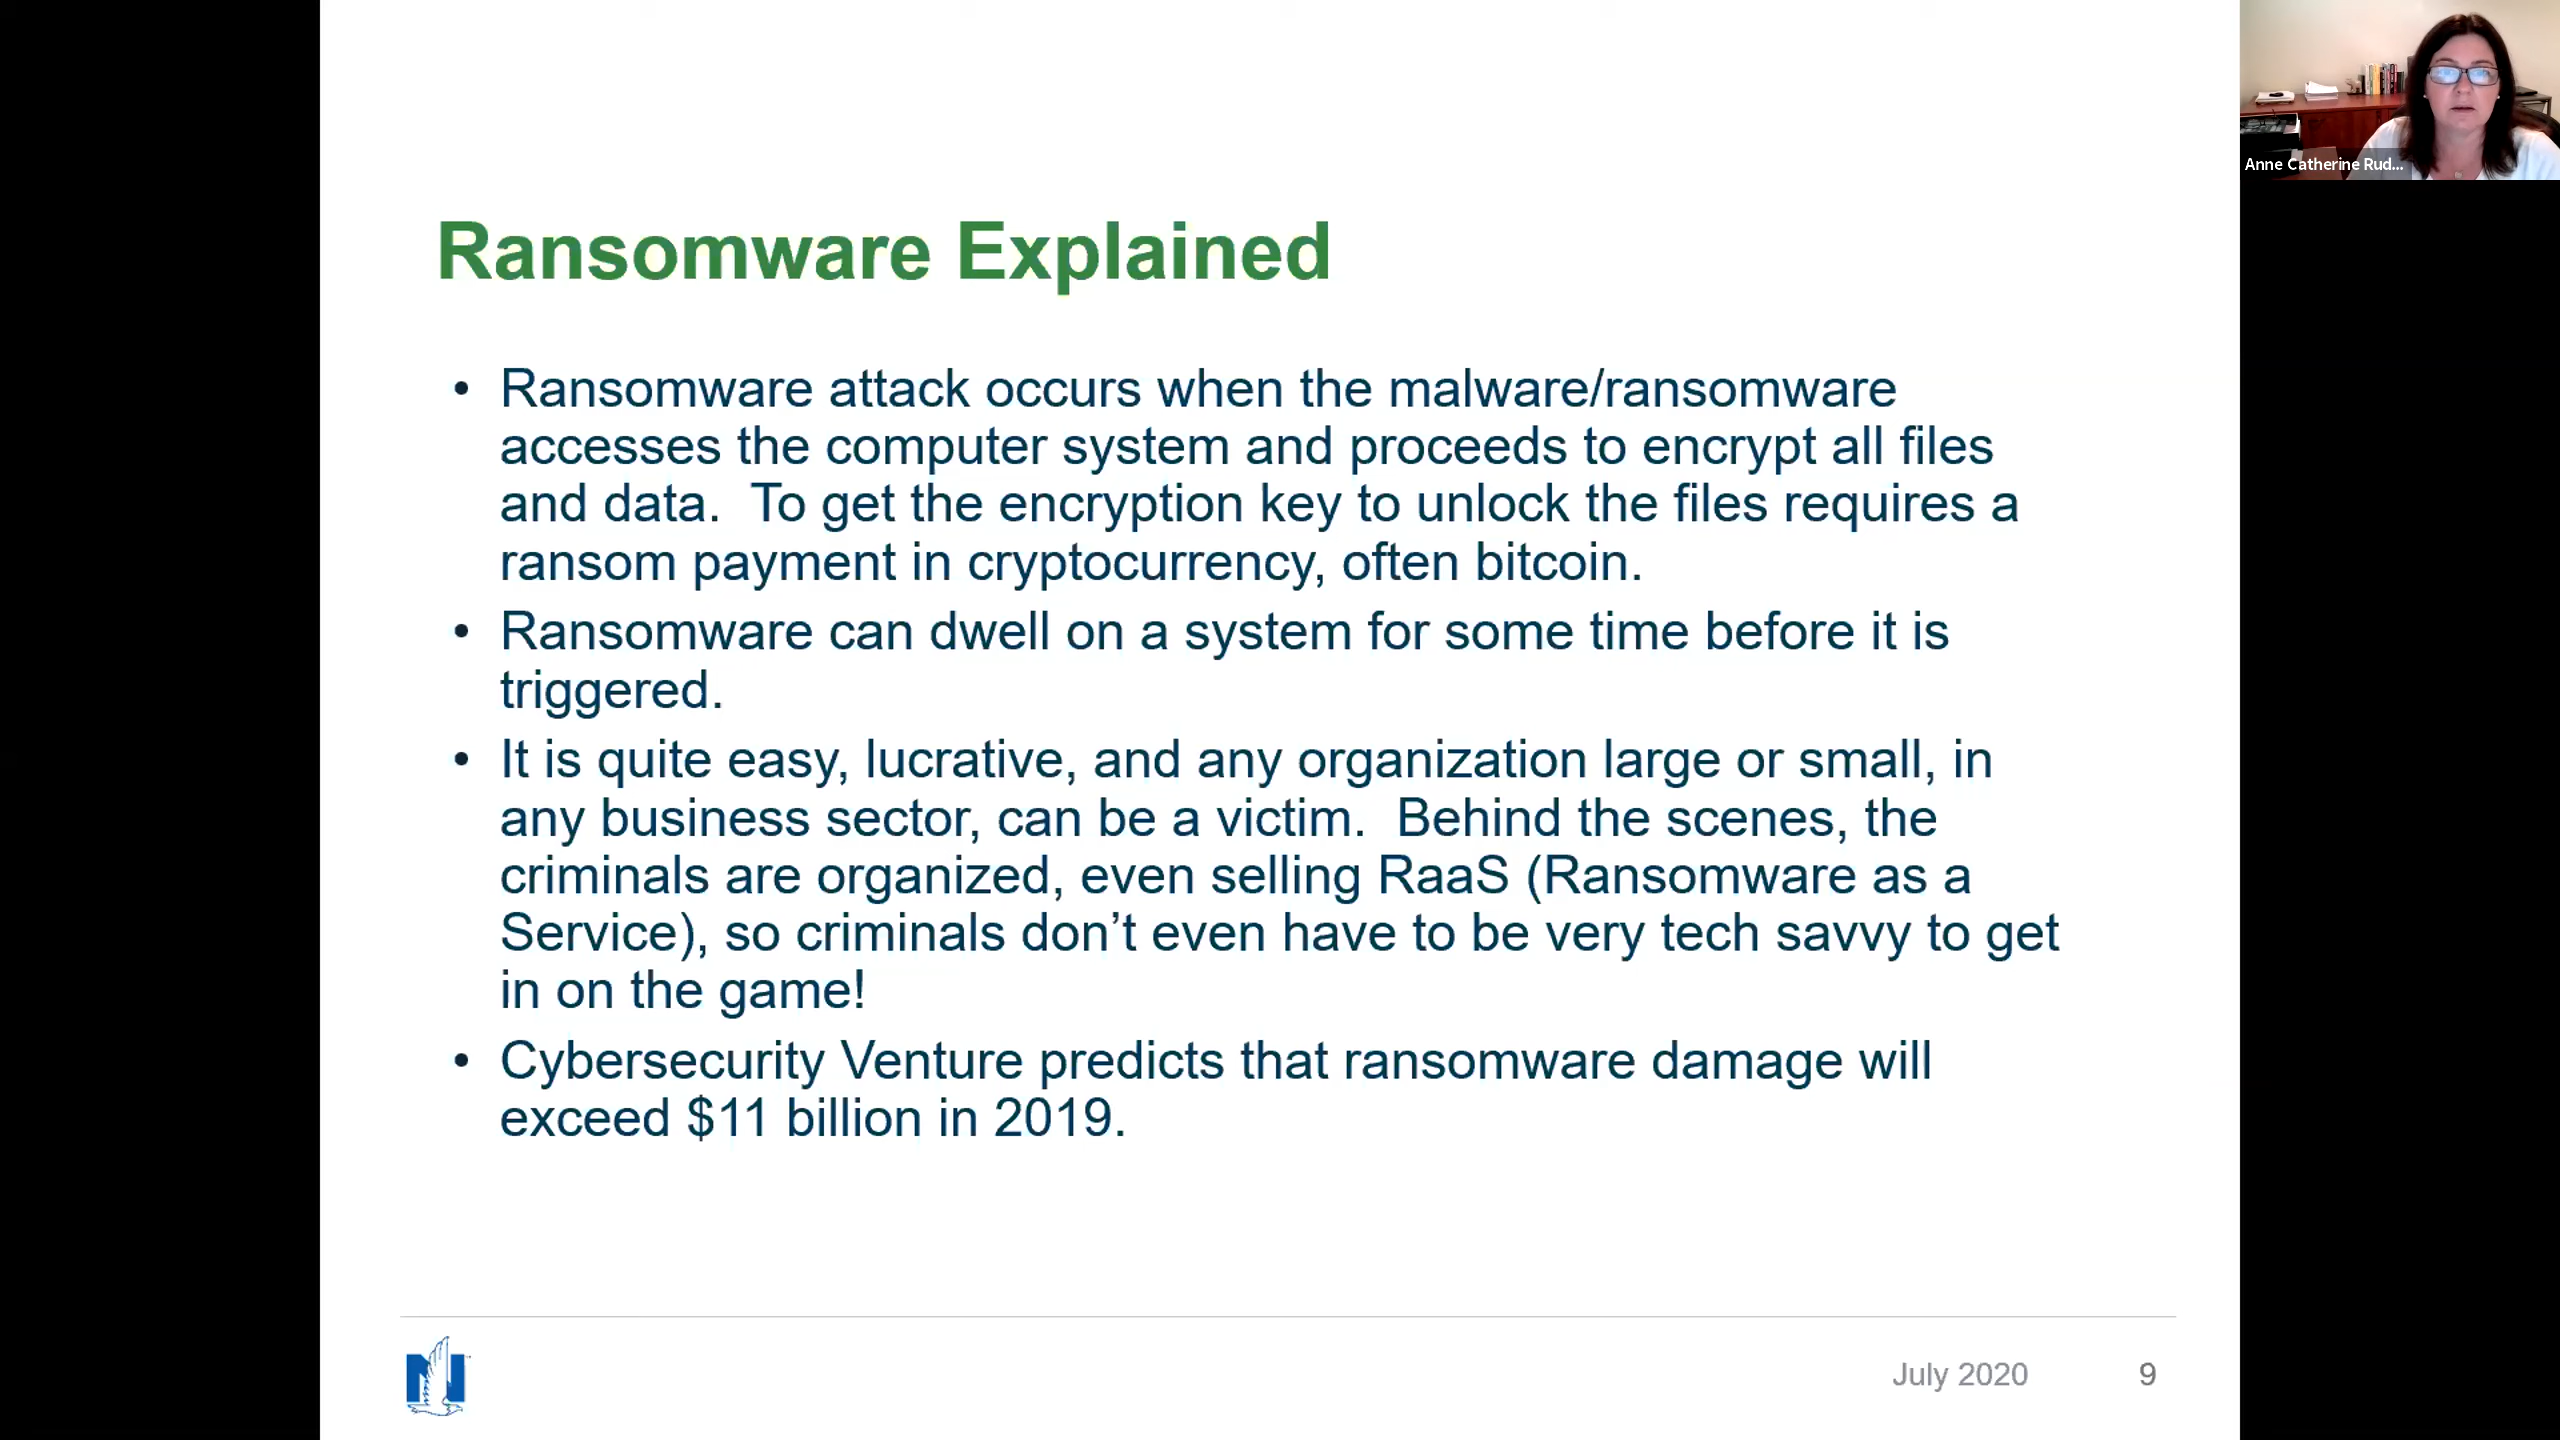 Anne Catherine Rud...
Ransomware Explained
• Ransomware attack occurs when the malware/ransomware
accesses the computer system and proceeds to encrypt all files
and data.  To get the encryption key to unlock the files requires a
ransom payment in cryptocurrency, often bitcoin.
• Ransomware can dwell on a system for some time before it is
triggered.
• It is quite easy, lucrative, and any organization large or small, in
any business sector, can be a victim.  Behind the scenes, the
criminals are organized, even selling RaaS (Ransomware as a
Service), so criminals don’t even have to be very tech savvy to get
in on the game!
• Cybersecurity Venture predicts that ransomware damage will
exceed $11 billion in 2019.
N
July 2020 9